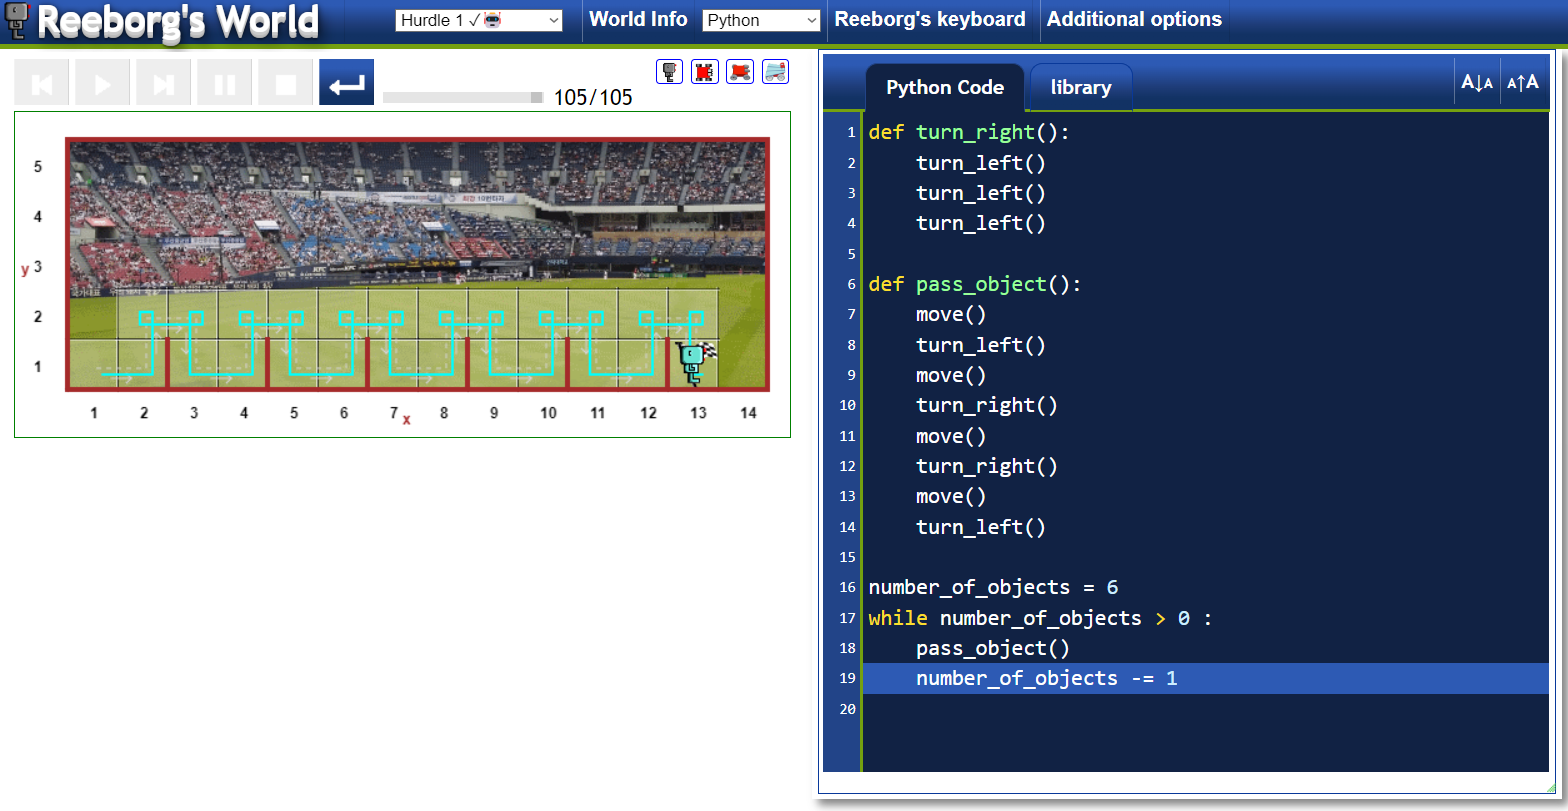 Reeborg's World
Hurdle 1 ✓
World Info
Python
Reeborg's keyboard
Additional options
105/105
Python Code
library
A↓A
A↑A
5
4
y 3
2
1
1 2 3 4 5 6 7 x 8 9 10 11 12 13 14
KFC
1 def turn_right():
2 turn_left()
3 turn_left()
4 turn_left()
5
6 def pass_object():
7 move()
8 turn_left()
9 move()
10 turn_right()
11 move()
12 turn_right()
13 move()
14 turn_left()
15
16 number_of_objects = 6
17 while number_of_objects > 0 :
18 pass_object()
19 number_of_objects -= 1
20